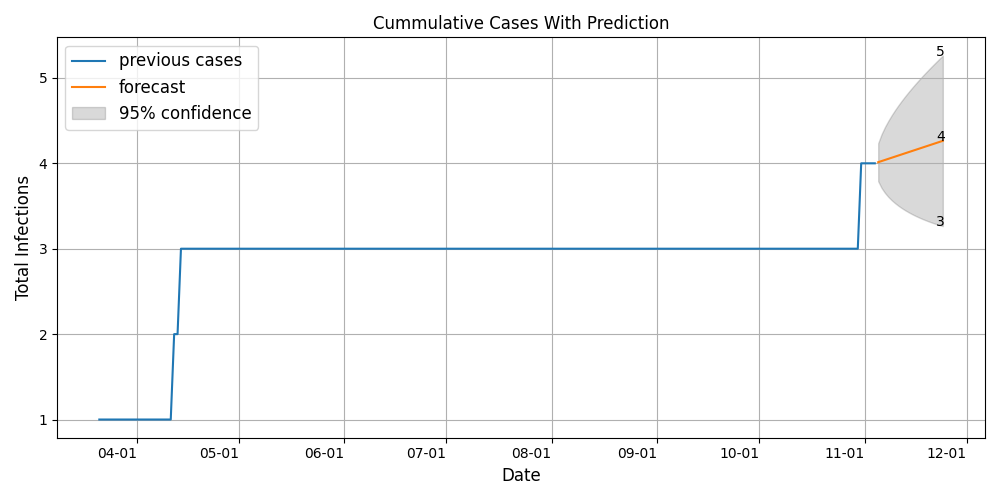 Cummulative Cases With Prediction
previous cases
forecast
95% confidence
5
4
3
5
4
3
2
1
Total Infections
04-01 05-01 06-01 07-01 08-01 09-01 10-01 11-01 12-01
Date